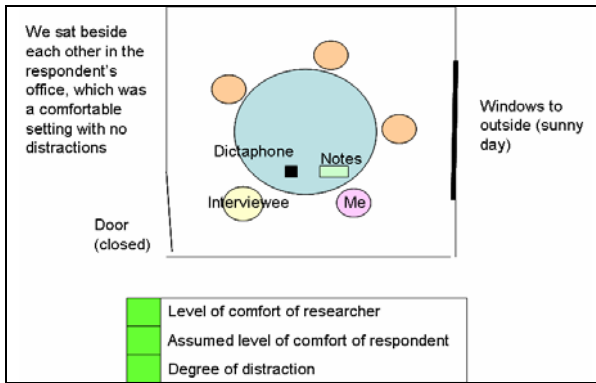 We sat beside
each other in the
respondent's
office, which was
a comfortable
setting with no
distractions
Windows to
outside (sunny
day)
Dictaphone
Notes
Interviewee
Me
Door
(closed)
Level of comfort of researcher
Assumed level of comfort of respondent
Degree of distraction